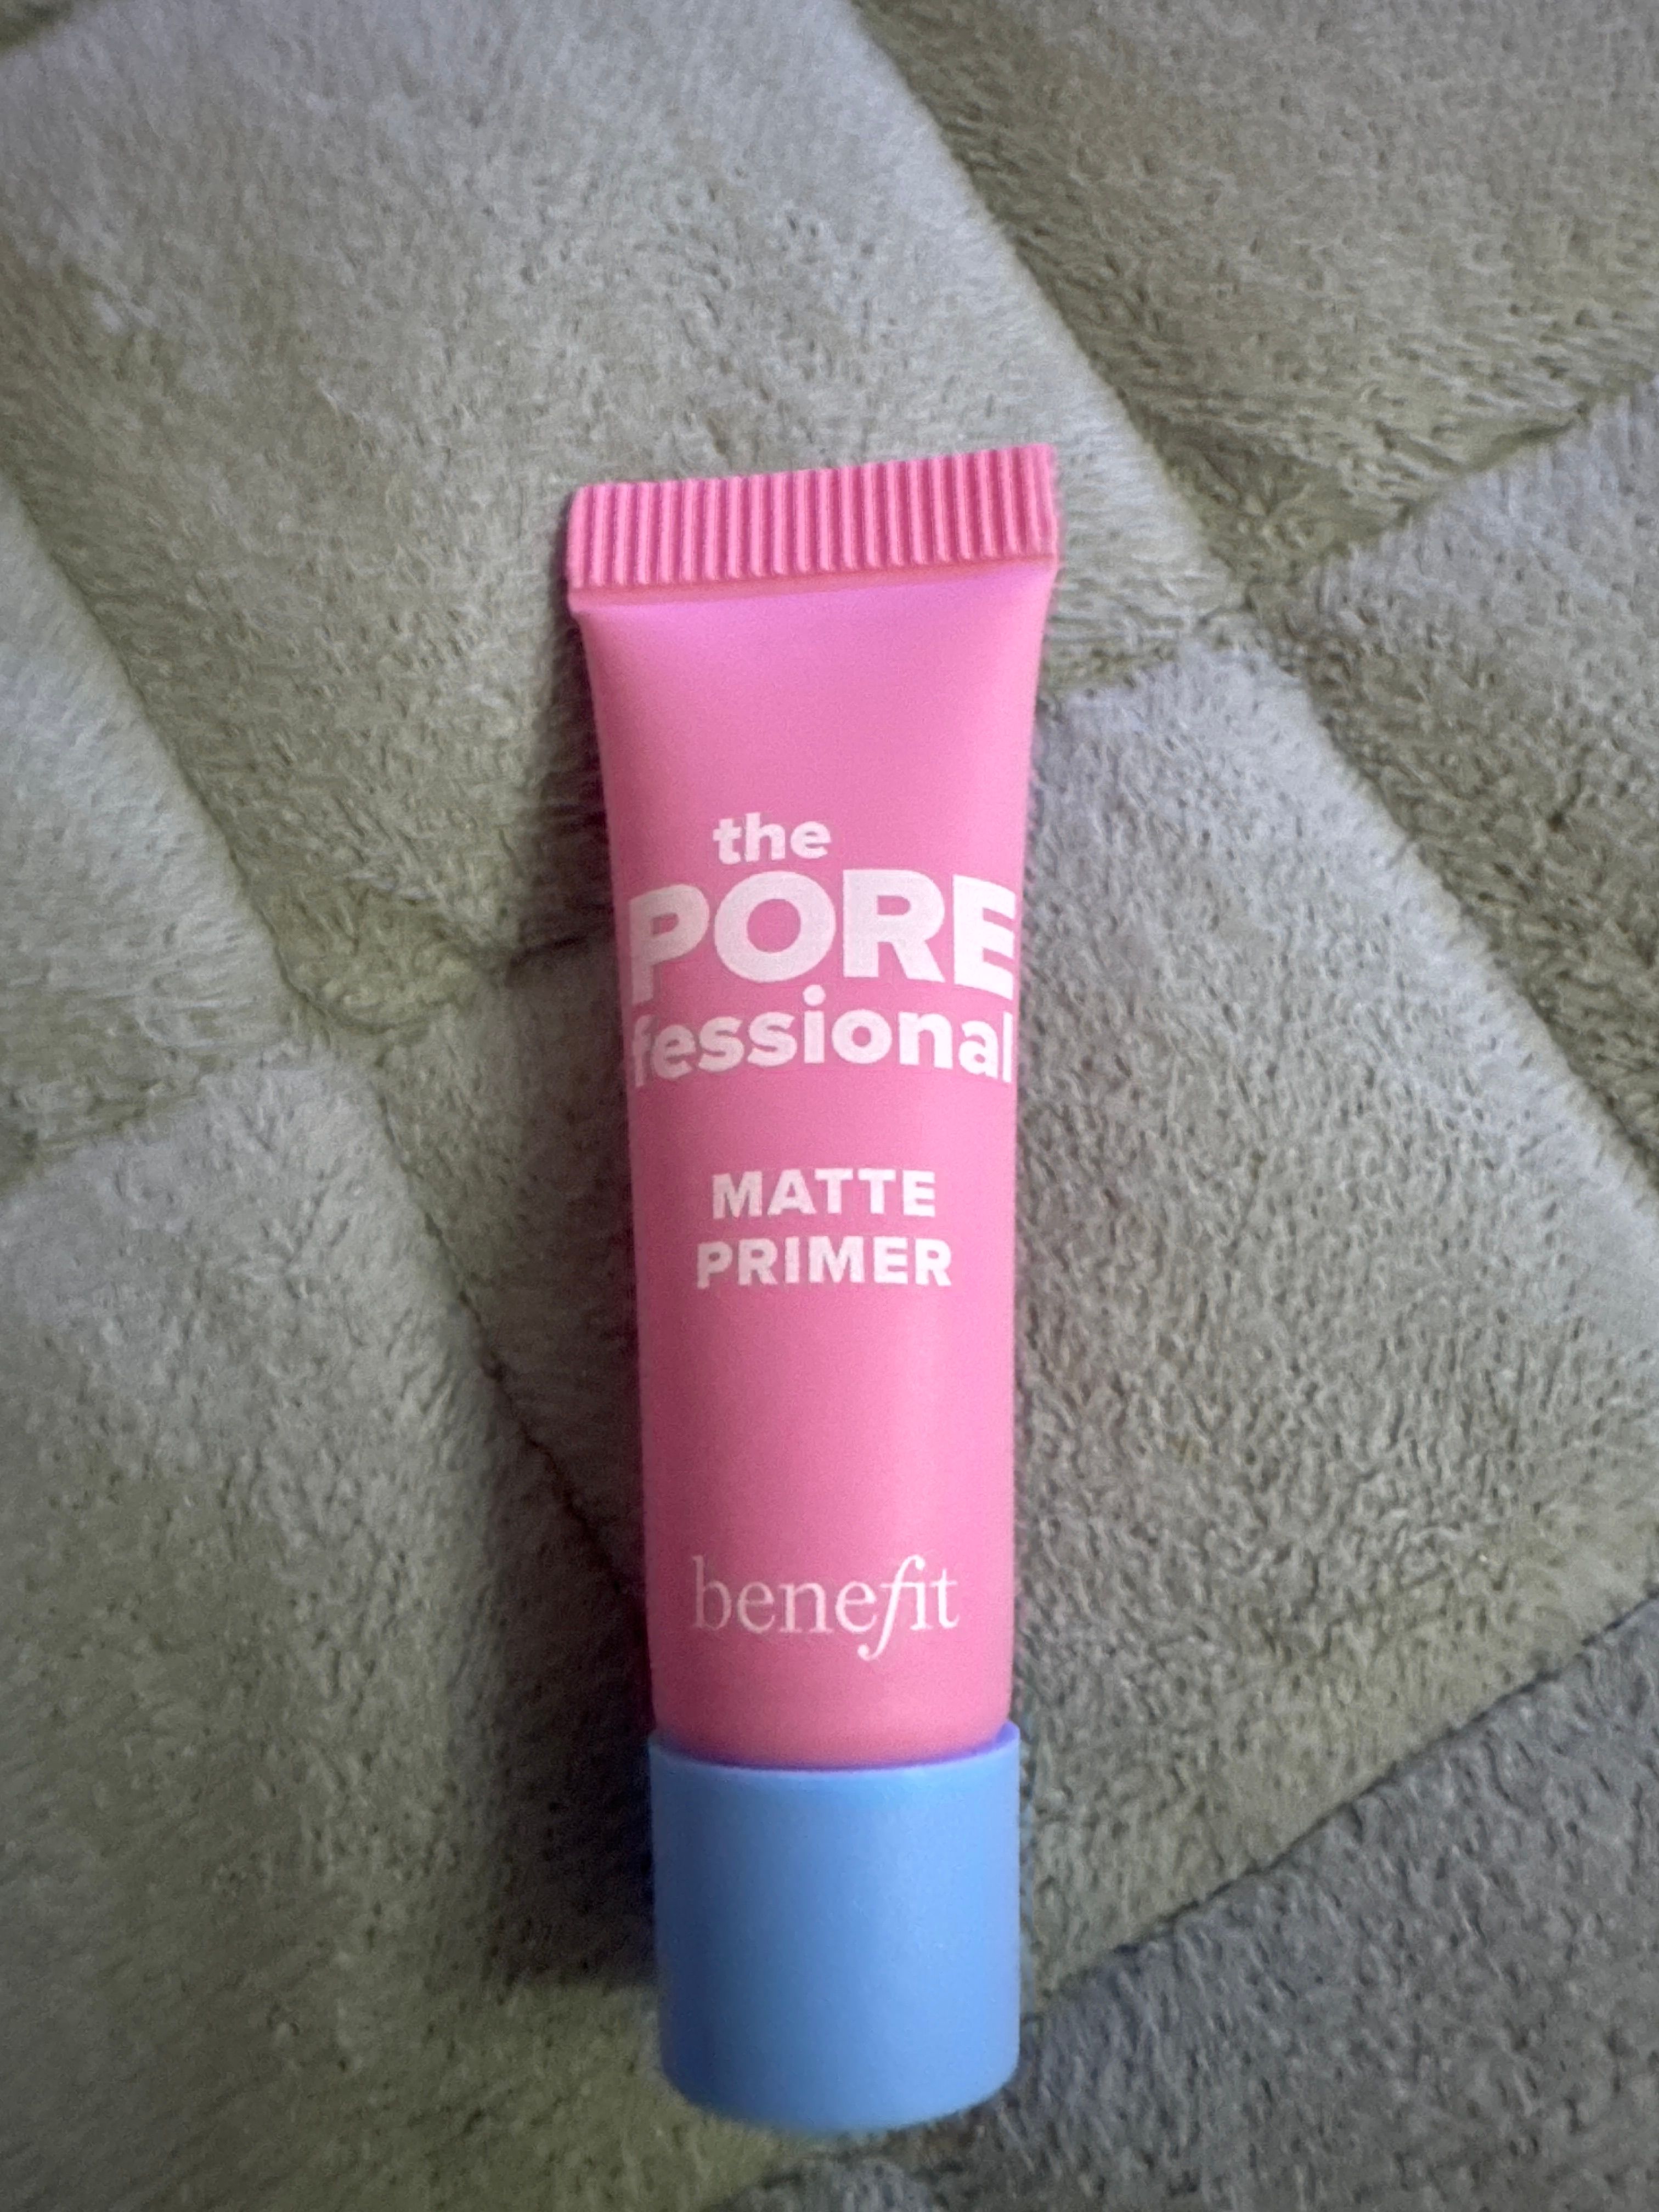 the
PORE
fessional
MATTE
PRIMER
benefit